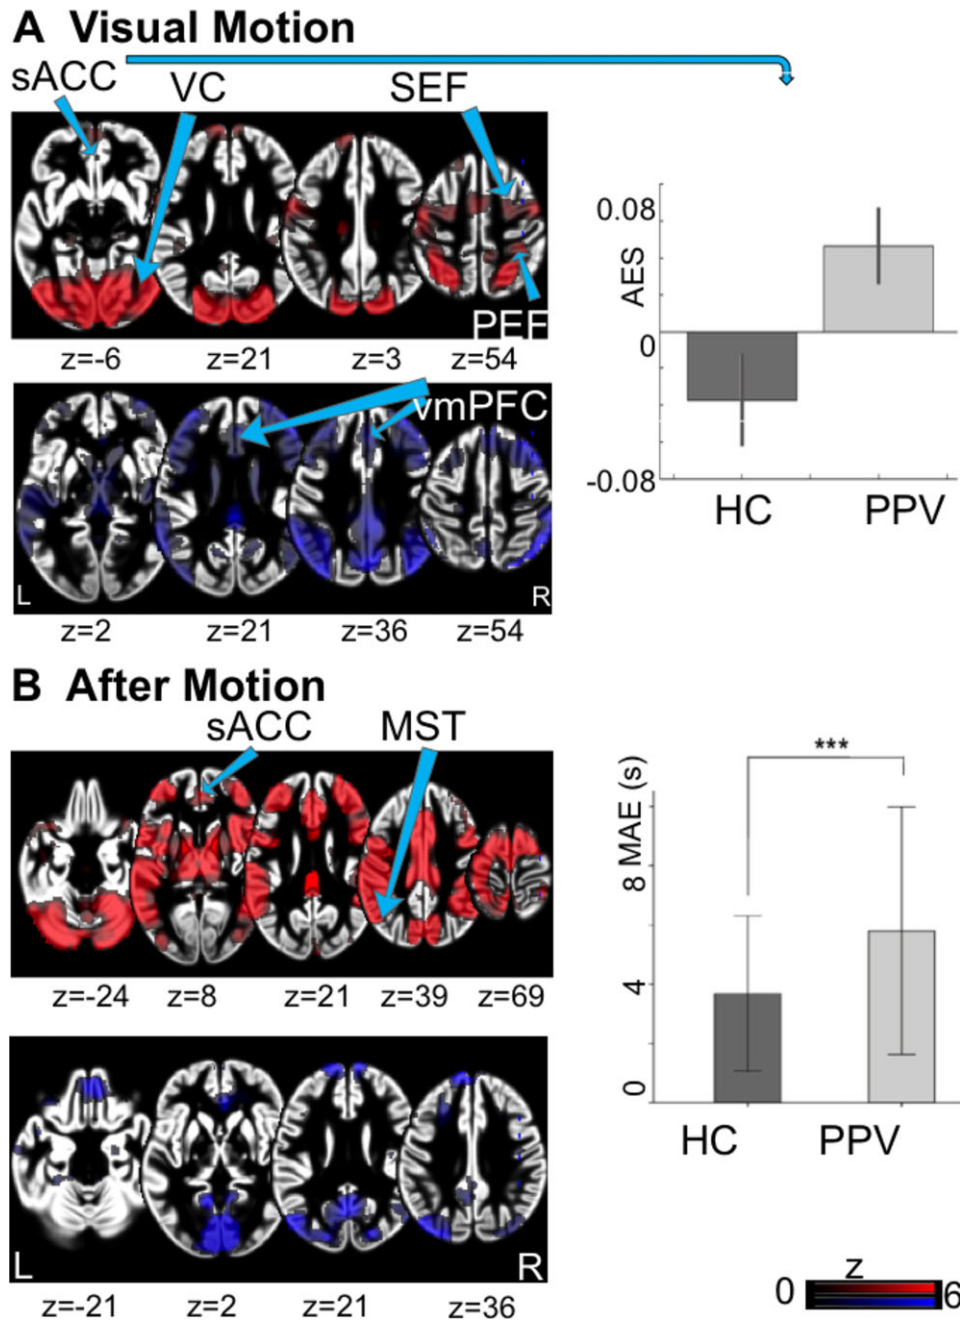 A Visual Motion
sACC VC SEF
PEF
z=-6 z=21 z=3 z=54
0.08
AES
0
-0.08
HC PPV
vmPFC
L R
z=2 z=21 z=36 z=54
B After Motion
sACC MST
z=-24 z=8 z=21 z=39 z=69
***
MAE (s)
8
4
0
HC PPV
L R
z=-21 z=2 z=21 z=36
z
0 6